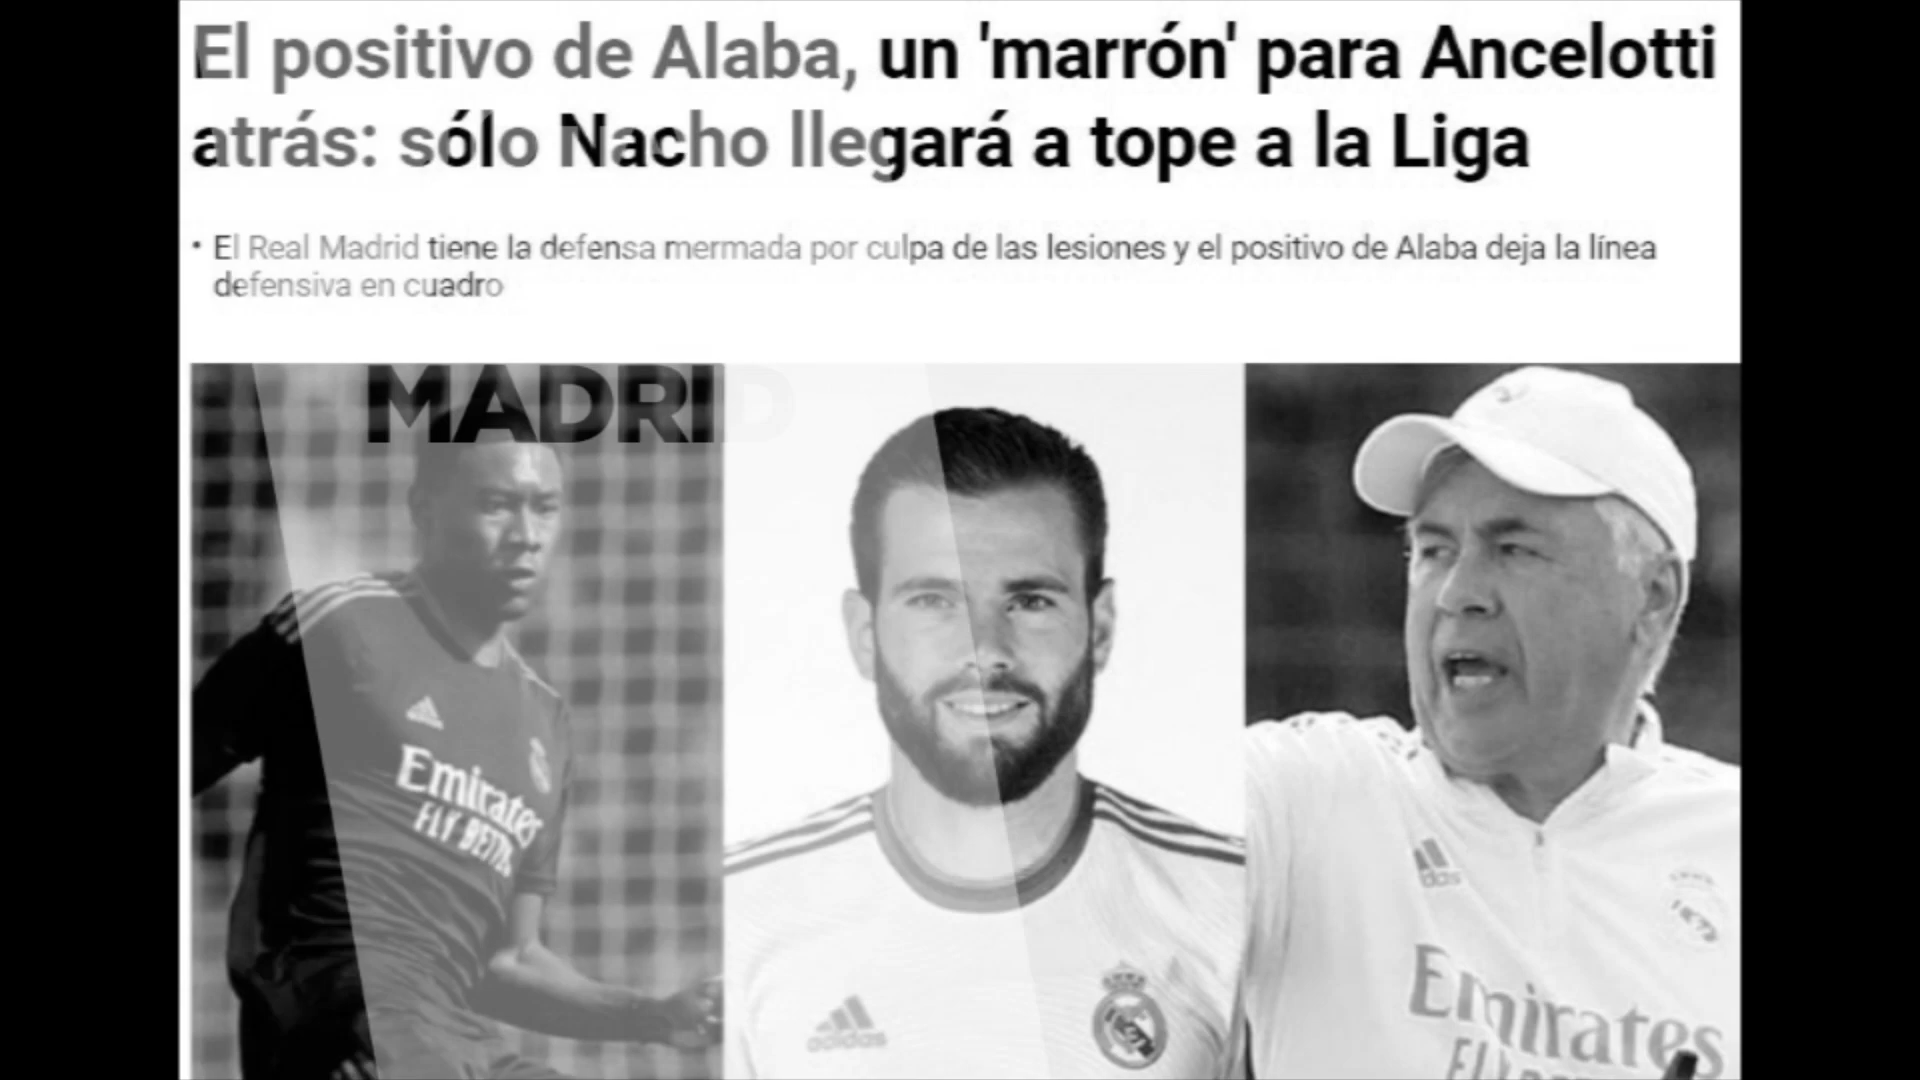 El positivo de Alaba, un 'marrón' para Ancelotti
atrás: sólo Nacho llegará a tope a la Liga
• El Real Madrid tiene la defensa mermada por culpa de las lesiones y el positivo de Alaba deja la línea
defensiva en cuadro
MADRID
Emirates
FLY BETTER
adidas
adidas
Emirates